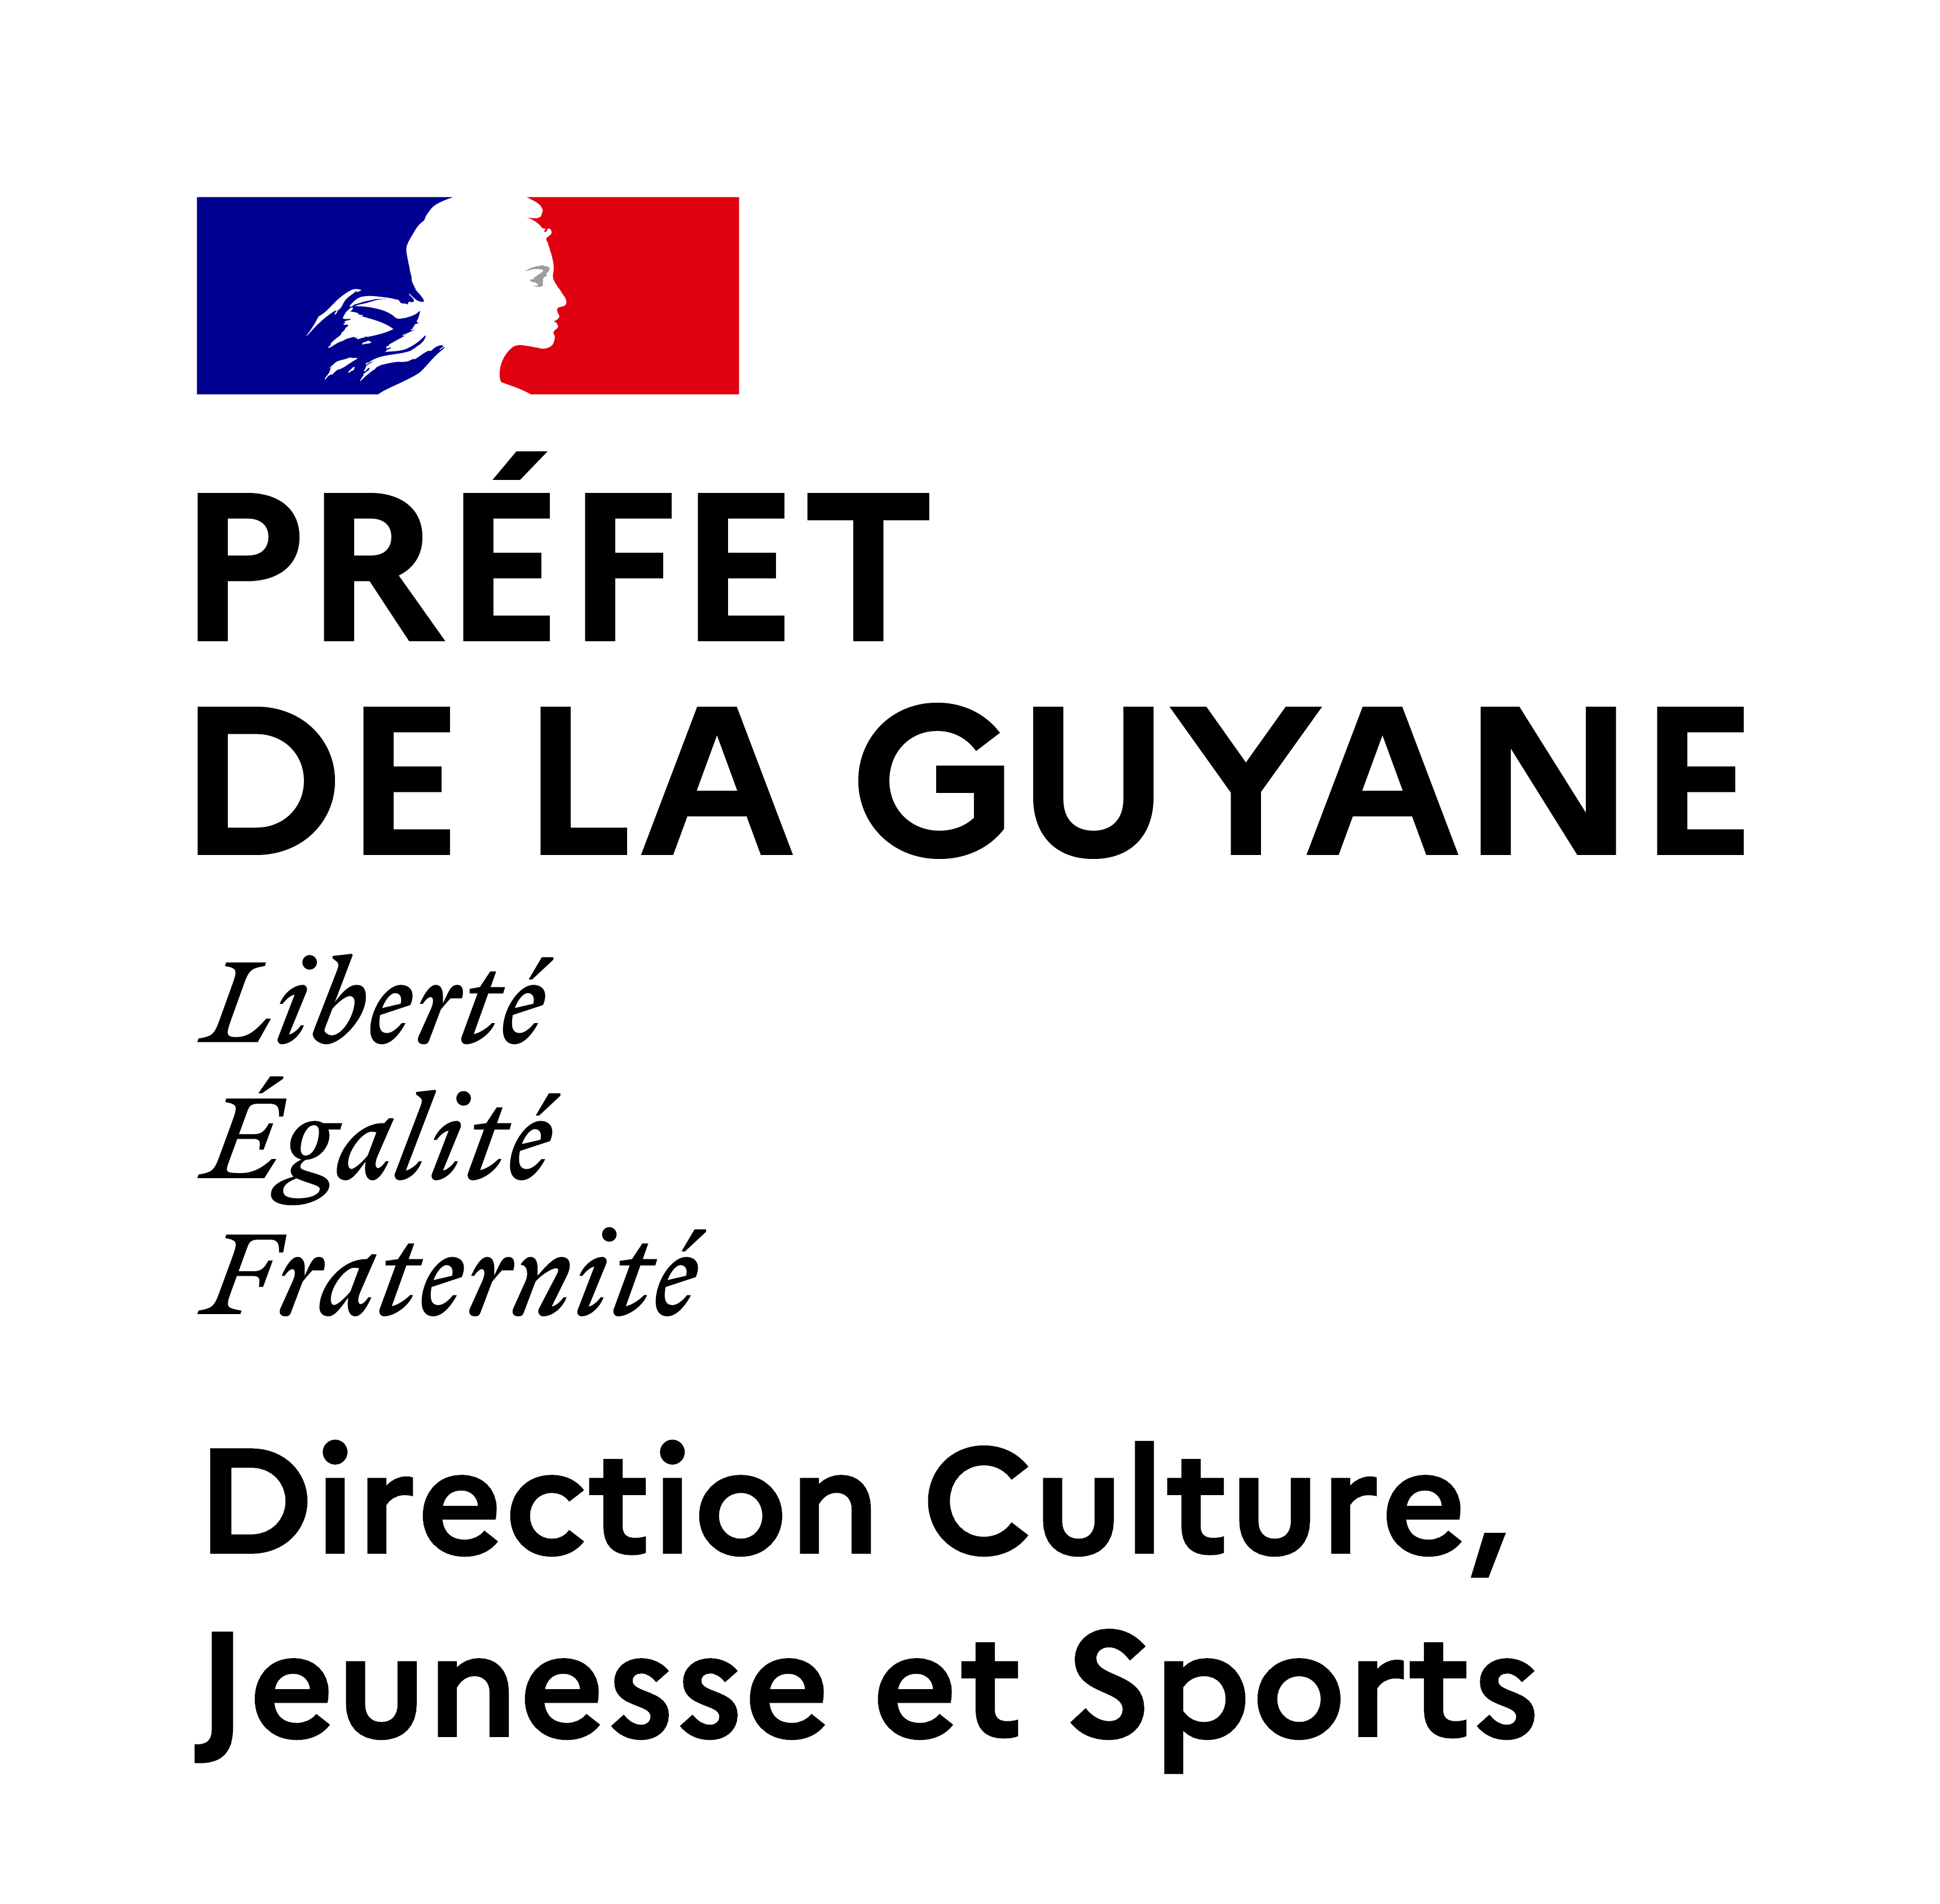 PRÉFET
DE LA GUYANE
Liberté
Égalité
Fraternité
Direction Culture,
Jeunesse et Sports